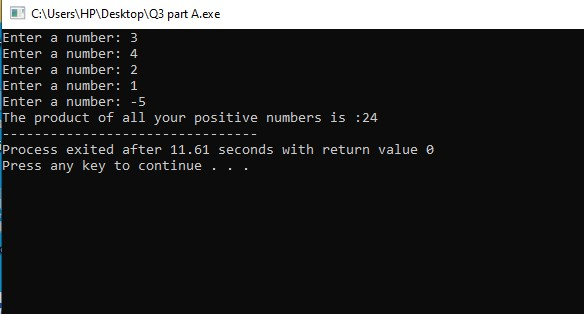 C:\Users\HP\Desktop\Q3 part A.exe
Enter a number: 3
Enter a number: 4
Enter a number: 2
Enter a number: 1
Enter a number: -5
The product of all your positive numbers is :24
--------------------------------
Process exited after 11.61 seconds with return value 0
Press any key to continue . . .